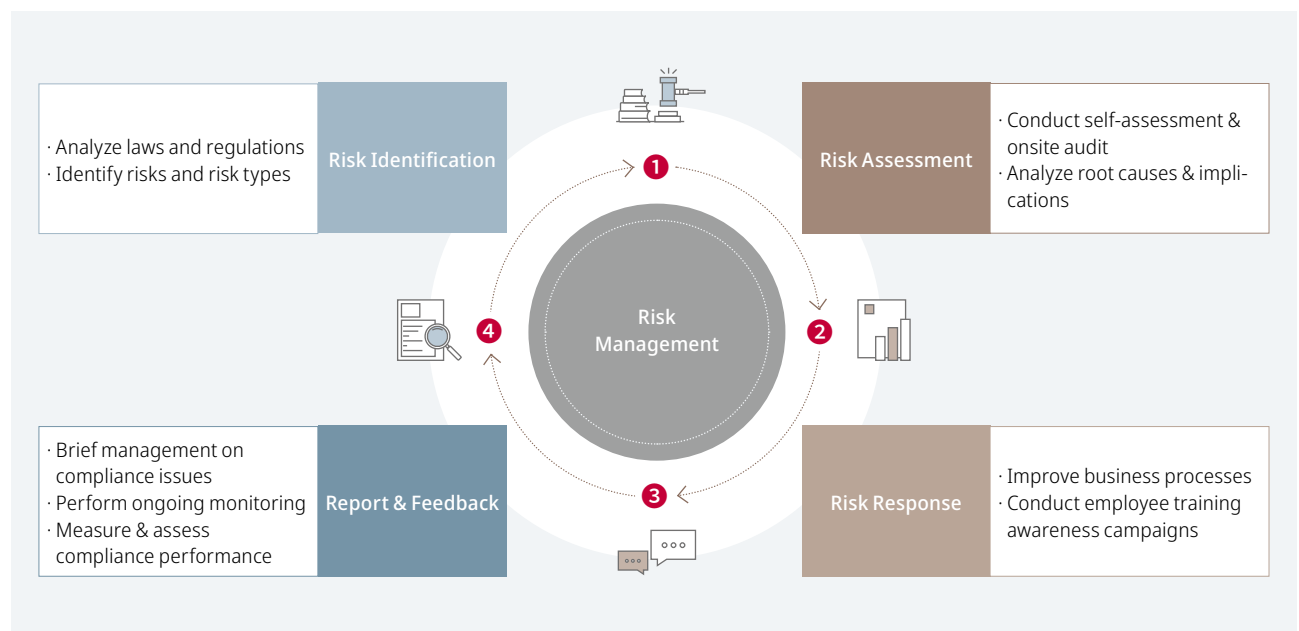 · Analyze laws and regulations
· Identify risks and risk types
Risk Identification
1
Risk Assessment
· Conduct self-assessment &
onsite audit
· Analyze root causes & impli-
cations
4
Risk
Management
2
· Brief management on
compliance issues
· Perform ongoing monitoring
· Measure & assess
compliance performance
Report & Feedback
3
Risk Response
· Improve business processes
· Conduct employee training
awareness campaigns